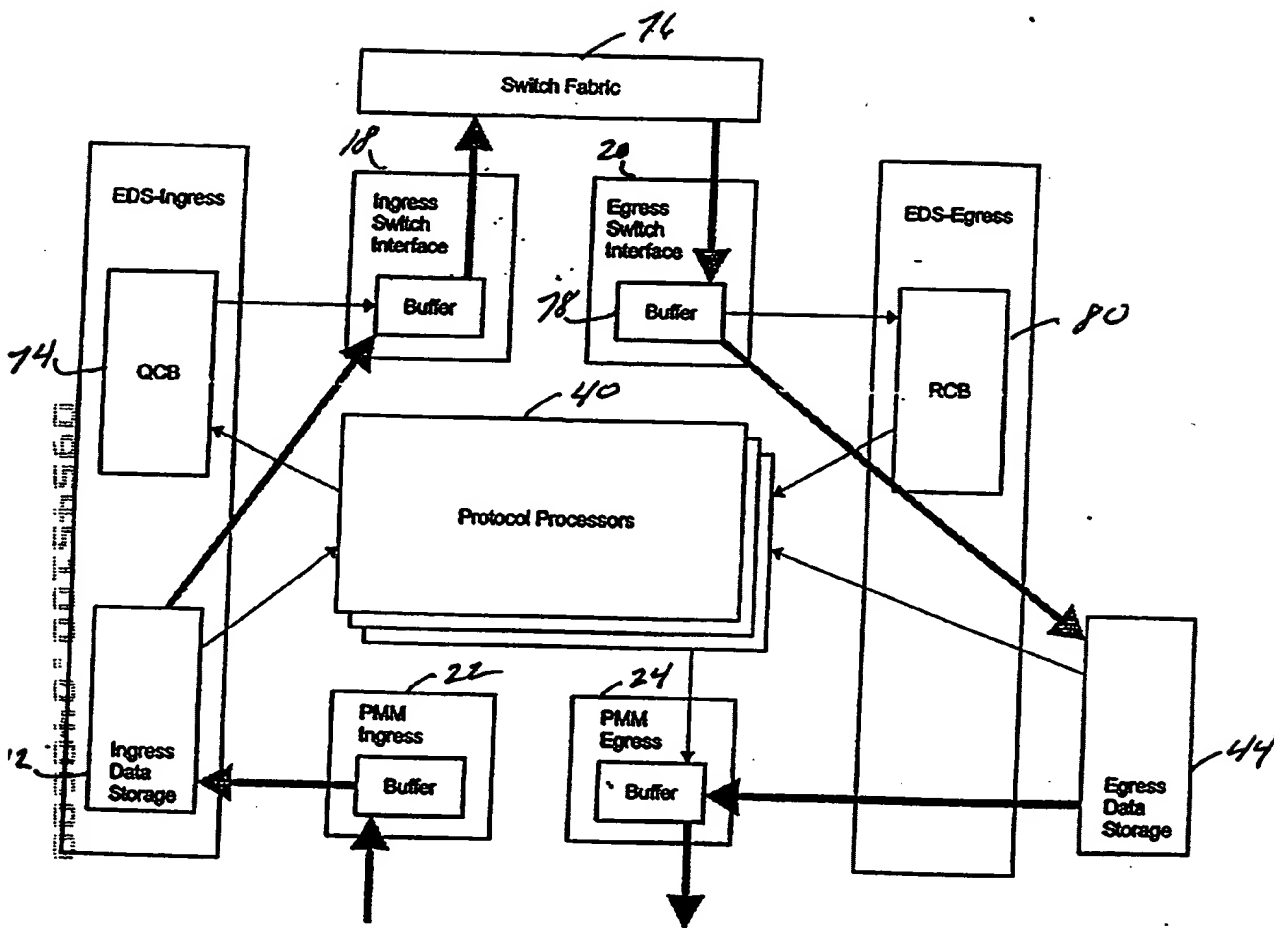 76
Switch Fabric
18
20
EDS-Ingress
Ingress
Switch
Interface
Egress
Switch
Interface
EDS-Egress
Buffer
78
Buffer
80
74
QCB
RCB
40
Protocol Processors
22
24
PMM
Ingress
PMM
Egress
Ingress
Data
Storage
Buffer
Buffer
44
Egress
Data
Storage